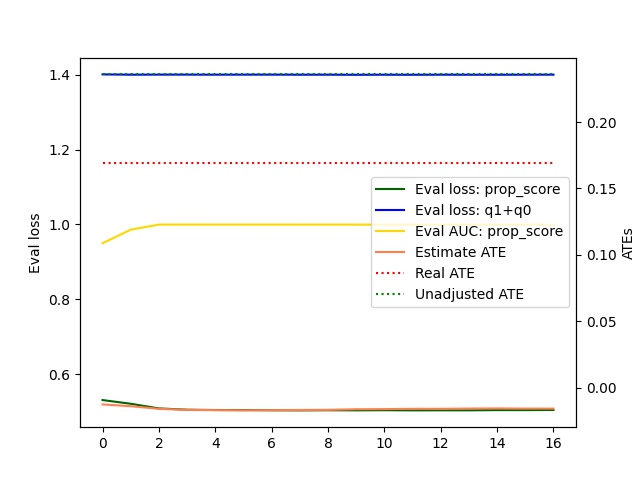 1.4
1.2
1.0
0.8
0.6
Eval loss
0.20
0.15
0.10
0.05
0.00
ATEs
Eval loss: prop_score
Eval loss: q1+q0
Eval AUC: prop_score
Estimate ATE
Real ATE
Unadjusted ATE
0 2 4 6 8 10 12 14 16